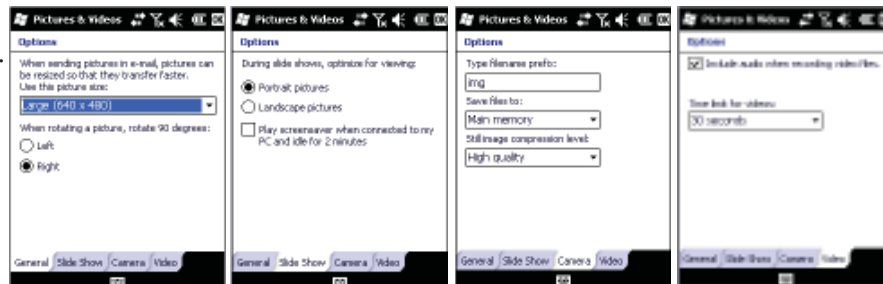 Pictures & Videos
Options
When sending pictures in e-mail, pictures can
be resized so that they transfer faster.
Use this picture size:
Large (640 x 480)
When rotating a picture, rotate 90 degrees:
Left
Right
General Slide Show Camera Video
Pictures & Videos
Options
During slide shows, optimize for viewing:
Portrait pictures
Landscape pictures
Play screensaver when connected to my
PC and idle for 2 minutes
General Slide Show Camera Video
Pictures & Videos
Options
Type filename prefix:
img
Save files to:
Main memory
Still image compression level:
High quality
General Slide Show Camera Video
Pictures & Videos
Options
Include audio when recording video files.
Time limit for videos:
30 seconds
General Slide Show Camera Video